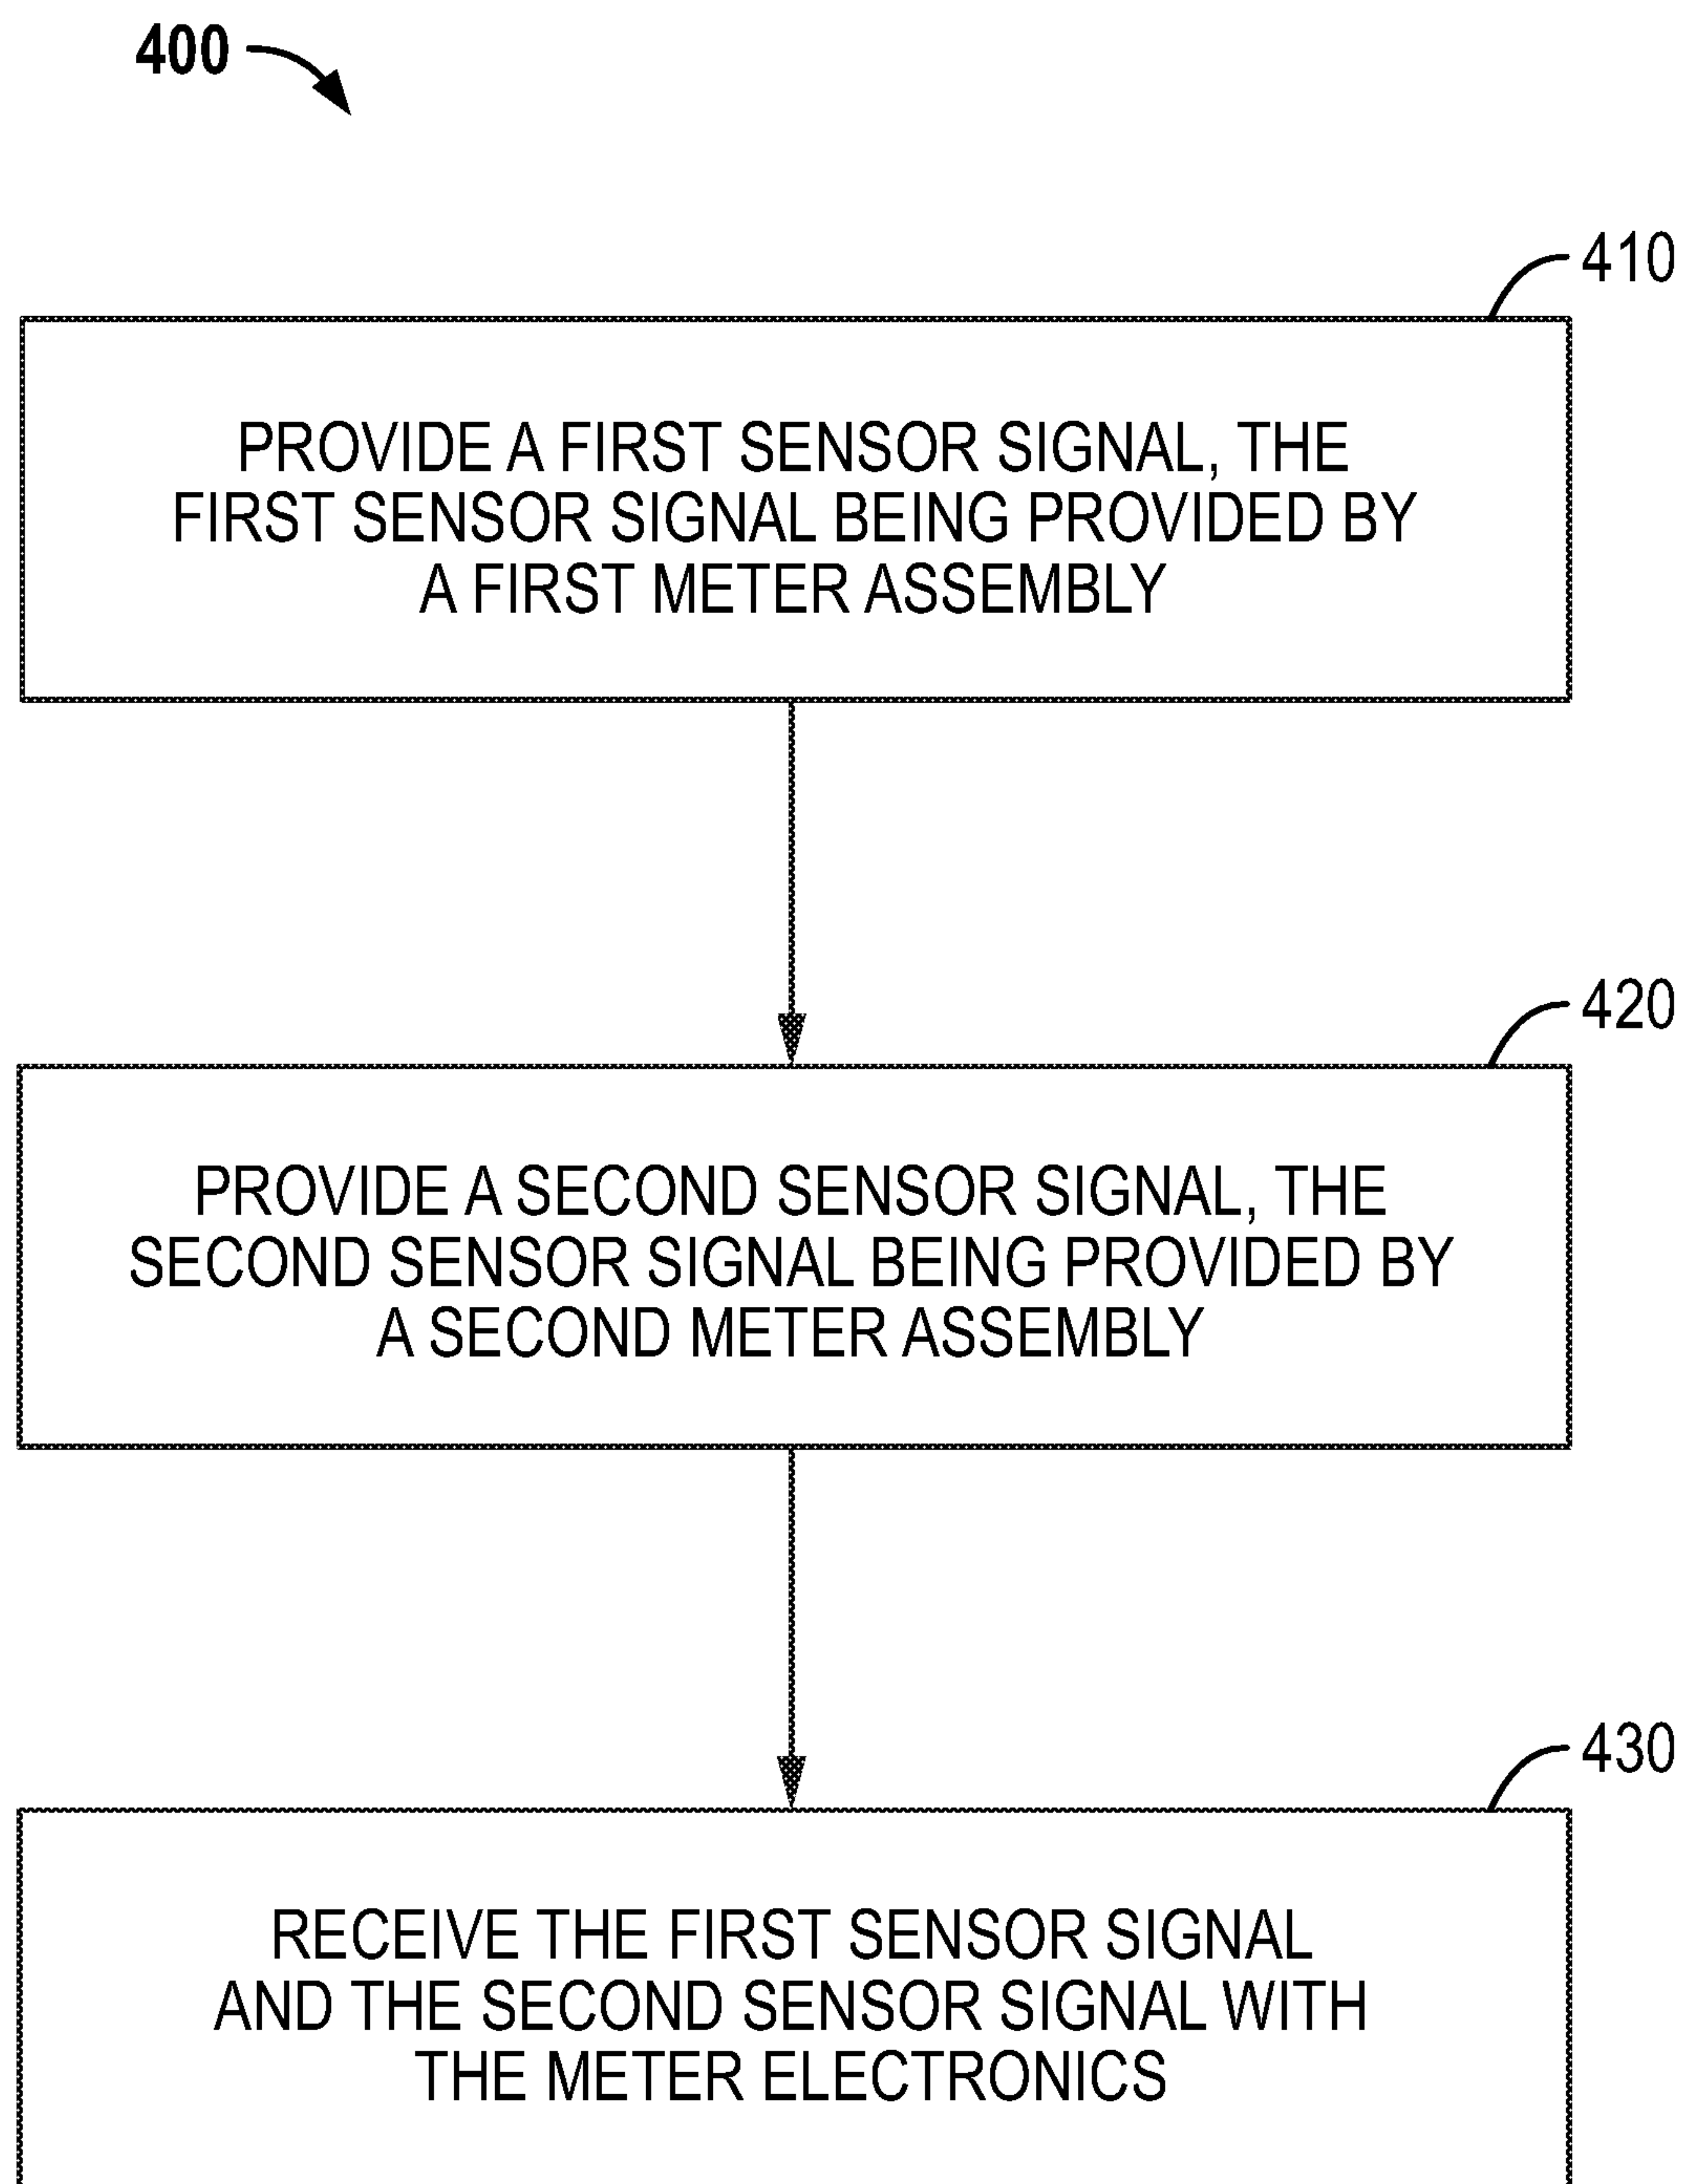 400
410
PROVIDE A FIRST SENSOR SIGNAL, THE
FIRST SENSOR SIGNAL BEING PROVIDED BY
A FIRST METER ASSEMBLY
420
PROVIDE A SECOND SENSOR SIGNAL, THE
SECOND SENSOR SIGNAL BEING PROVIDED BY
A SECOND METER ASSEMBLY
430
RECEIVE THE FIRST SENSOR SIGNAL
AND THE SECOND SENSOR SIGNAL WITH
THE METER ELECTRONICS